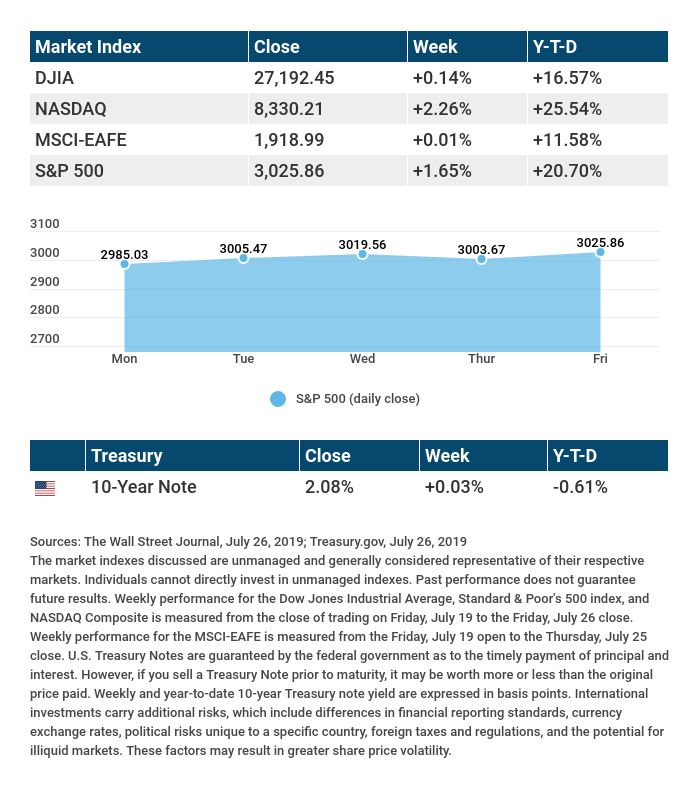 Market Index Close Week Y-T-D
DJIA 27,192.45 +0.14% +16.57%
NASDAQ 8,330.21 +2.26% +25.54%
MSCI-EAFE 1,918.99 +0.01% +11.58%
S&P 500 3,025.86 +1.65% +20.70%
3100
3000
2900
2800
2700
2985.03 3005.47 3019.56 3003.67 3025.86
Mon Tue Wed Thur Fri
S&P 500 (daily close)
Treasury Close Week Y-T-D
10-Year Note 2.08% +0.03% -0.61%
Sources: The Wall Street Journal, July 26, 2019; Treasury.gov, July 26, 2019
The market indexes discussed are unmanaged and generally considered representative of their respective
markets. Individuals cannot directly invest in unmanaged indexes. Past performance does not guarantee
future results. Weekly performance for the Dow Jones Industrial Average, Standard & Poor's 500 index, and
NASDAQ Composite is measured from the close of trading on Friday, July 19 to the Friday, July 26 close.
Weekly performance for the MSCI-EAFE is measured from the Friday, July 19 open to the Thursday, July 25
close. U.S. Treasury Notes are guaranteed by the federal government as to the timely payment of principal and
interest. However, if you sell a Treasury Note prior to maturity, it may be worth more or less than the original
price paid. Weekly and year-to-date 10-year Treasury note yield are expressed in basis points. International
investments carry additional risks, which include differences in financial reporting standards, currency
exchange rates, political risks unique to a specific country, foreign taxes and regulations, and the potential for
illiquid markets. These factors may result in greater share price volatility.